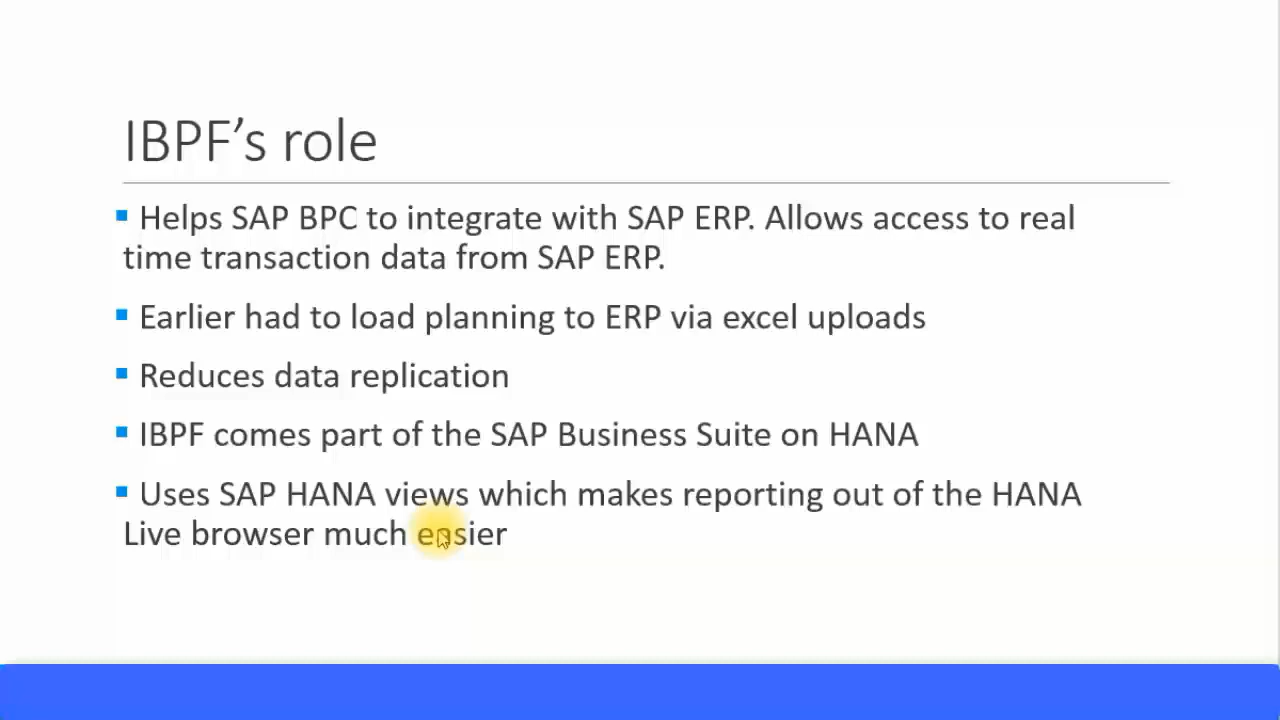 IBPF’s role
▪ Helps SAP BPC to integrate with SAP ERP. Allows access to real
time transaction data from SAP ERP.
▪ Earlier had to load planning to ERP via excel uploads
▪ Reduces data replication
▪ IBPF comes part of the SAP Business Suite on HANA
▪ Uses SAP HANA views which makes reporting out of the HANA
Live browser much easier